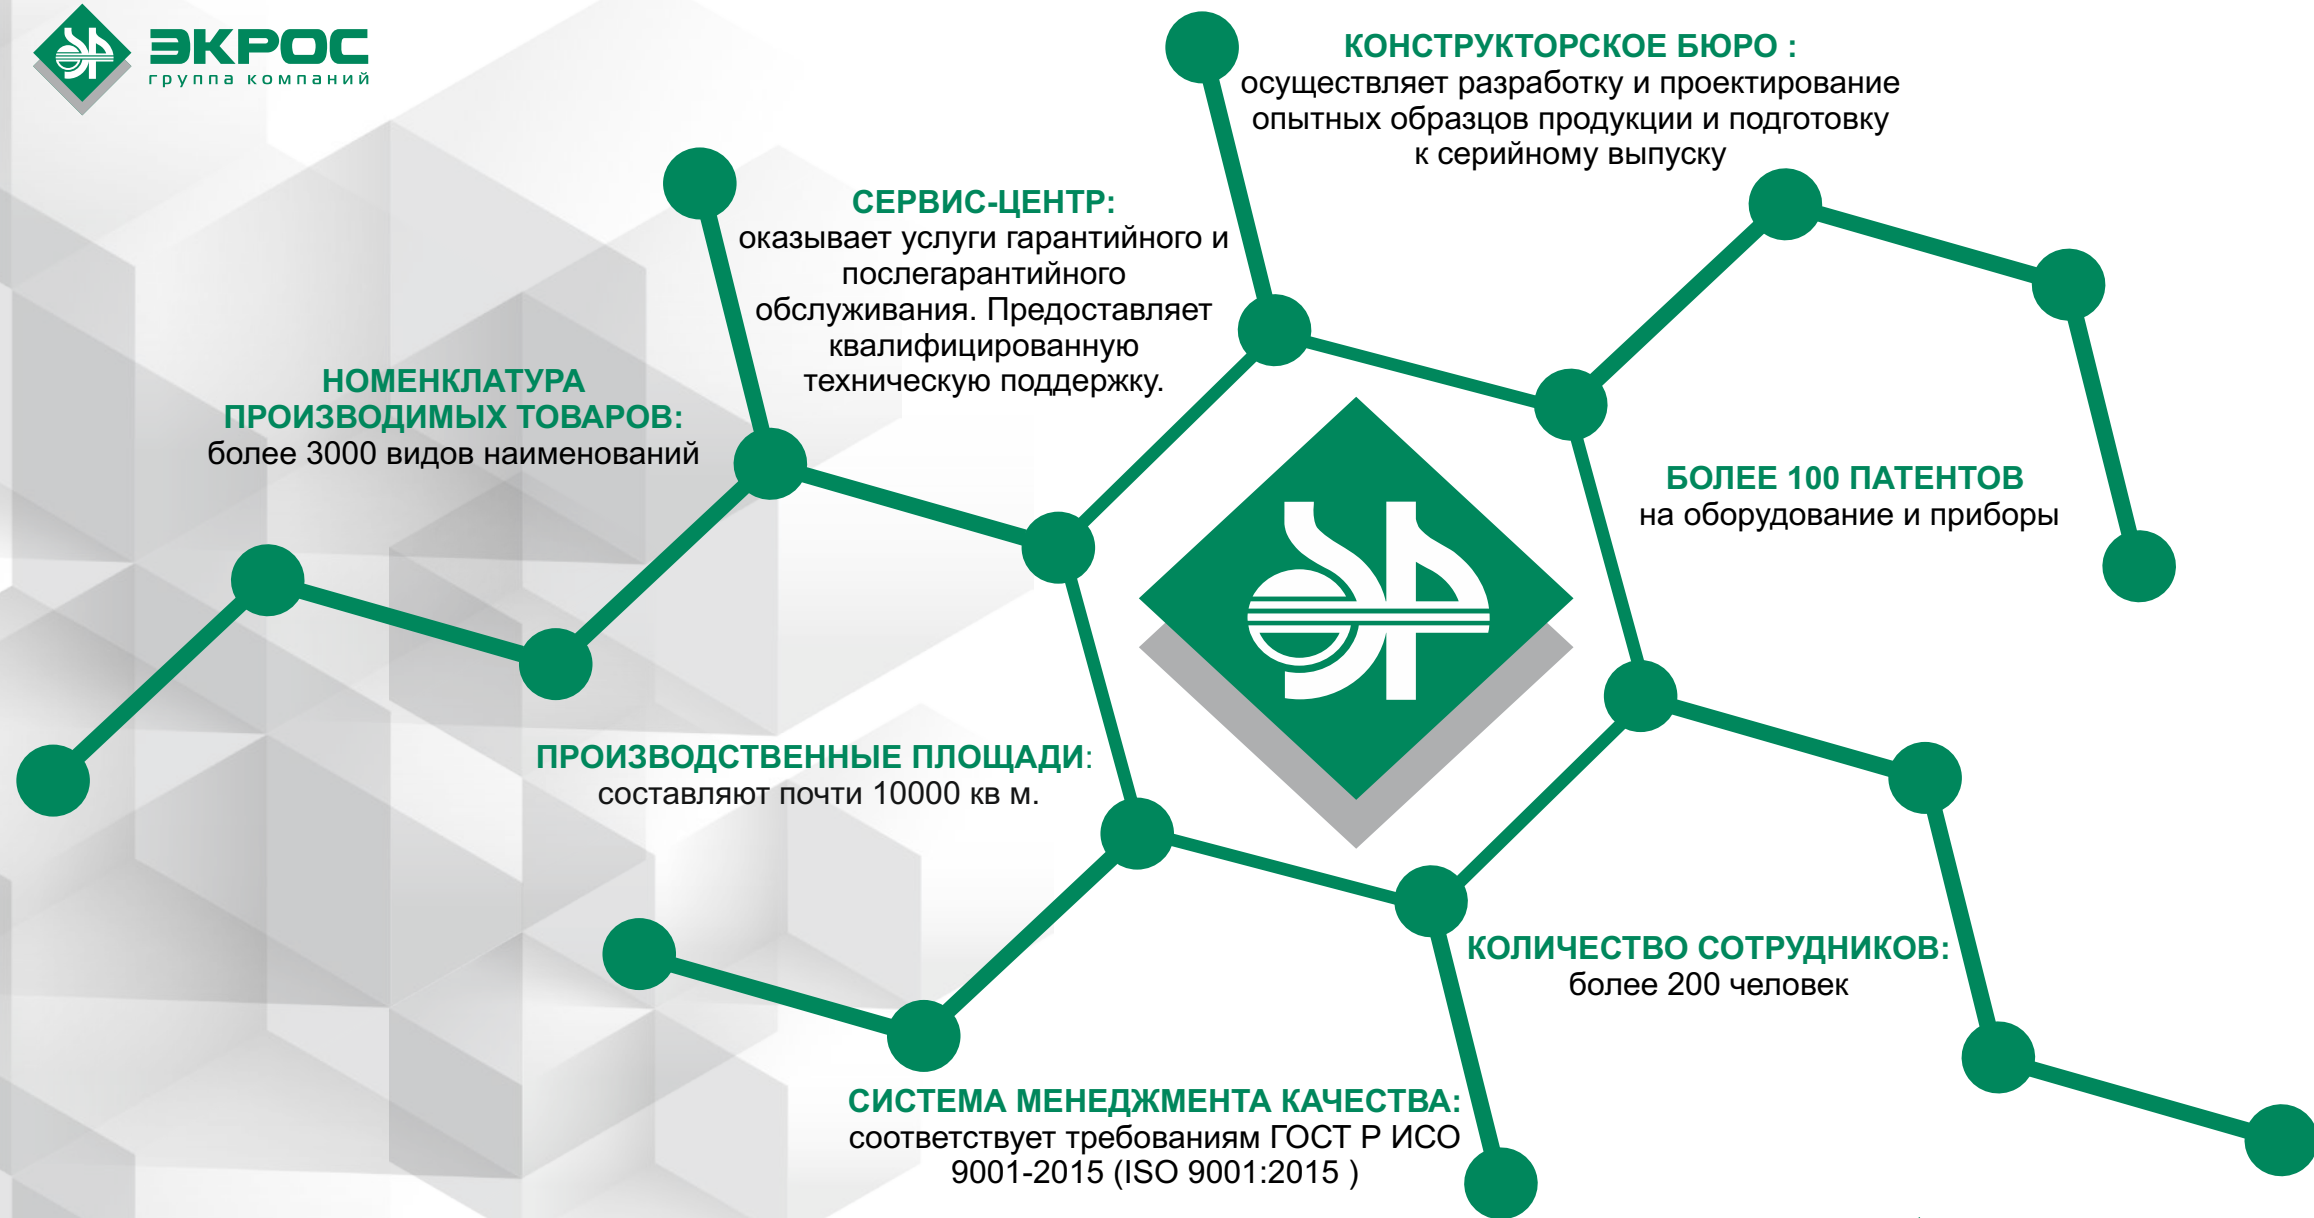 ЭКРОС
группа компаний
КОНСТРУКТОРСКОЕ БЮРО :
осуществляет разработку и проектирование
опытных образцов продукции и подготовку
к серийному выпуску
СЕРВИС-ЦЕНТР:
оказывает услуги гарантийного и
послегарантийного
обслуживания. Предоставляет
квалифицированную
техническую поддержку.
НОМЕНКЛАТУРА
ПРОИЗВОДИМЫХ ТОВАРОВ:
более 3000 видов наименований
БОЛЕЕ 100 ПАТЕНТОВ
на оборудование и приборы
ПРОИЗВОДСТВЕННЫЕ ПЛОЩАДИ:
составляют почти 10000 кв м.
КОЛИЧЕСТВО СОТРУДНИКОВ:
более 200 человек
СИСТЕМА МЕНЕДЖМЕНТА КАЧЕСТВА:
соответствует требованиям ГОСТ Р ИСО
9001-2015 (ISO 9001:2015 )